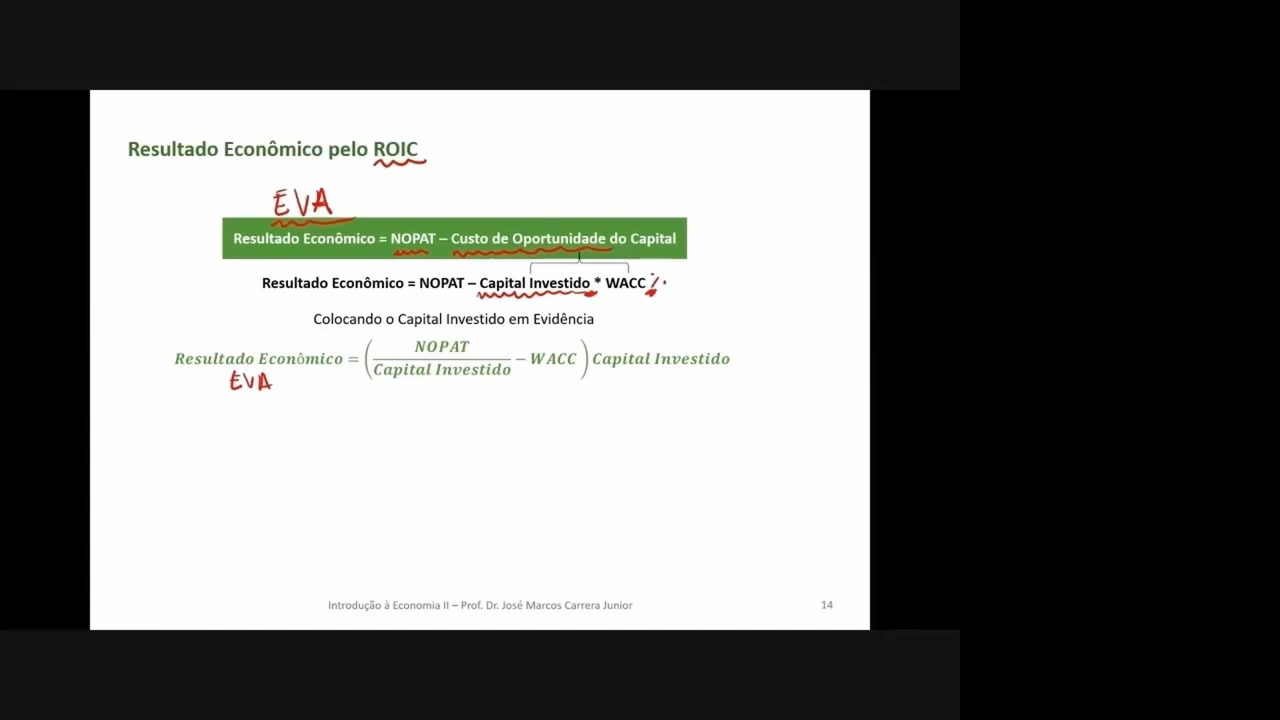 Resultado Econômico pelo ROIC
EVA
Resultado Econômico = NOPAT – Custo de Oportunidade do Capital
Resultado Econômico = NOPAT – Capital Investido * WACC %
Colocando o Capital Investido em Evidência
Resultado Econômico = (NOPAT / Capital Investido − WACC) Capital Investido
EVA
Introdução à Economia II – Prof. Dr. José Marcos Carrera Junior 14